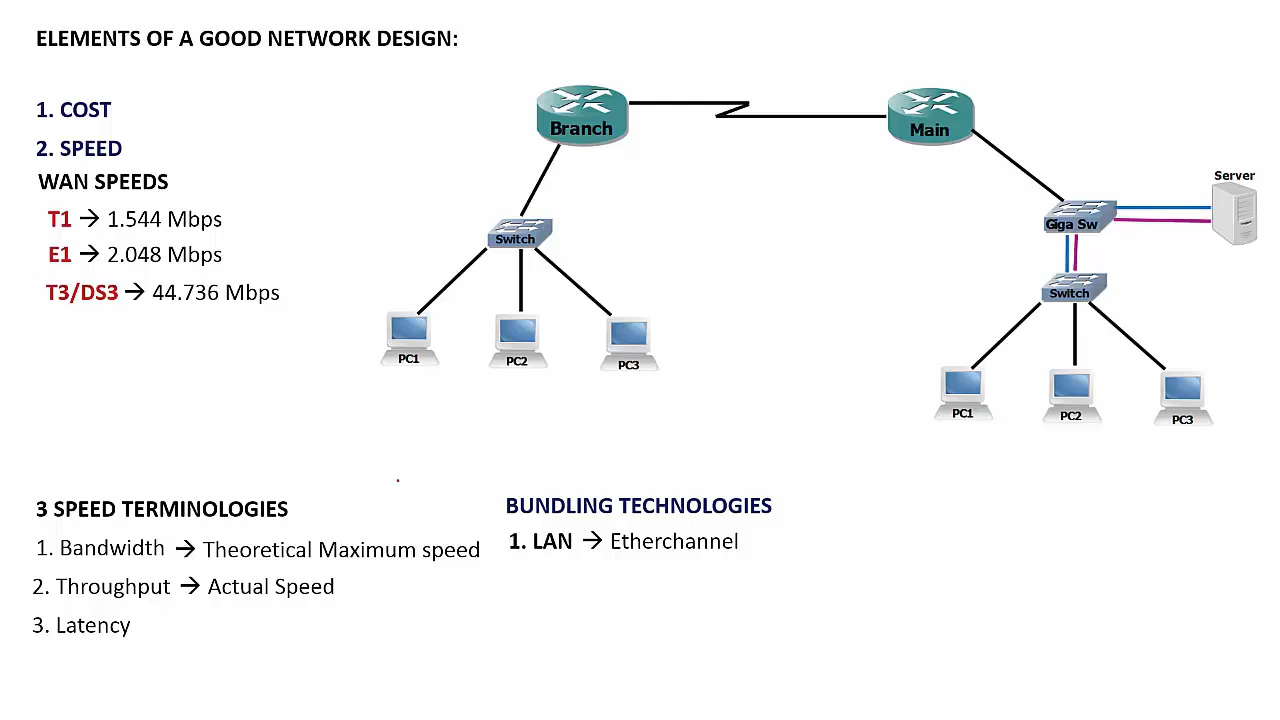 ELEMENTS OF A GOOD NETWORK DESIGN:
1. COST
2. SPEED
WAN SPEEDS
T1 → 1.544 Mbps
E1 → 2.048 Mbps
T3/DS3 → 44.736 Mbps
Branch
Main
Server
Switch
Giga Sw
Switch
PC1
PC2
PC3
PC1
PC2
PC3
3 SPEED TERMINOLOGIES
1. Bandwidth → Theoretical Maximum speed
2. Throughput → Actual Speed
3. Latency
BUNDLING TECHNOLOGIES
1. LAN → Etherchannel